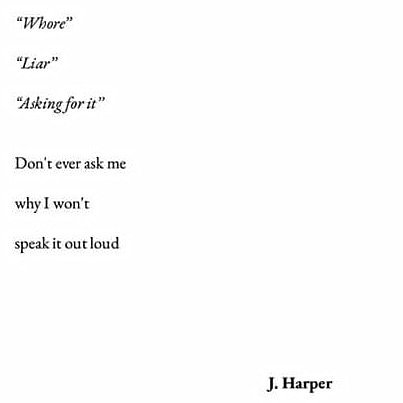 “Whore”
“Liar”
“Asking for it”
Don't ever ask me
why I won't
speak it out loud
J. Harper